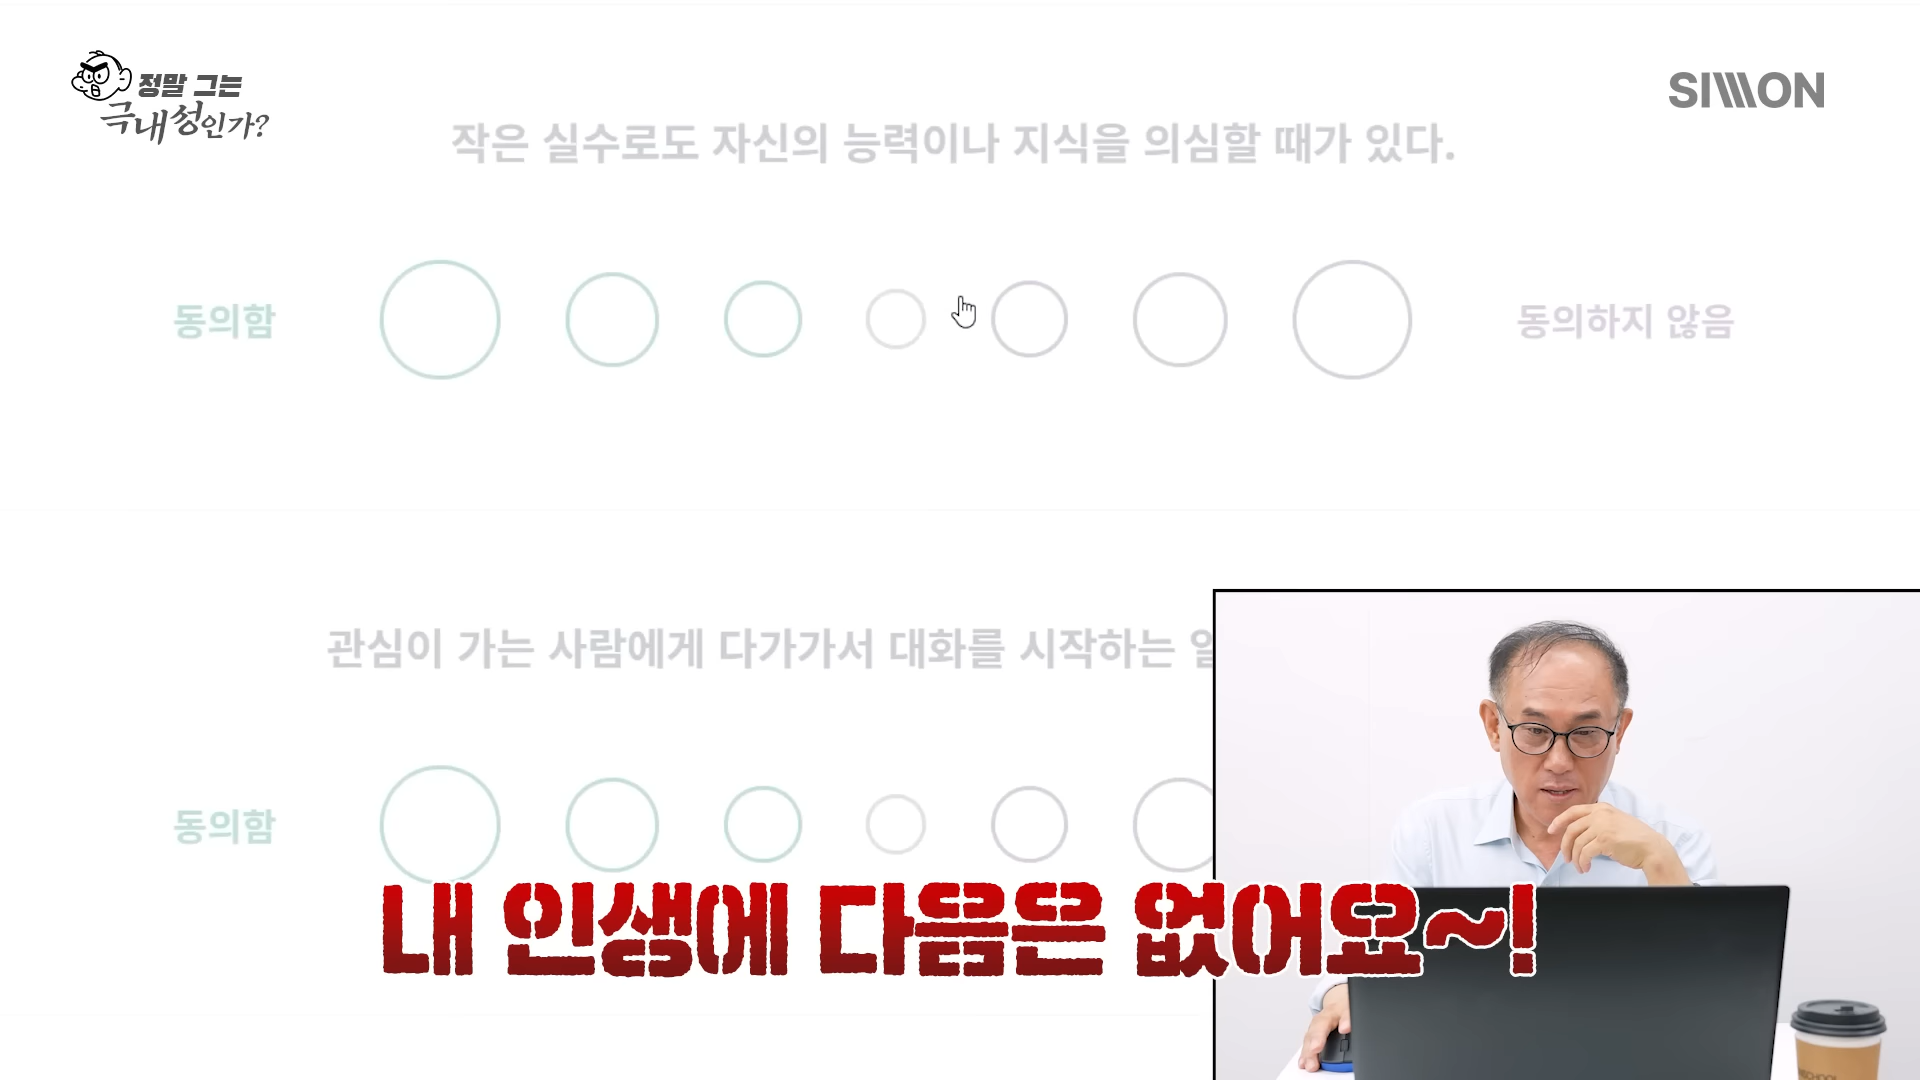 정말 그는
극내성인가?
SIMON
작은 실수로도 자신의 능력이나 지식을 의심할 때가 있다.
동의함
동의하지 않음
관심이 가는 사람에게 다가가서 대화를 시작하는
동의함
내 인생에 다음은 없어요~!